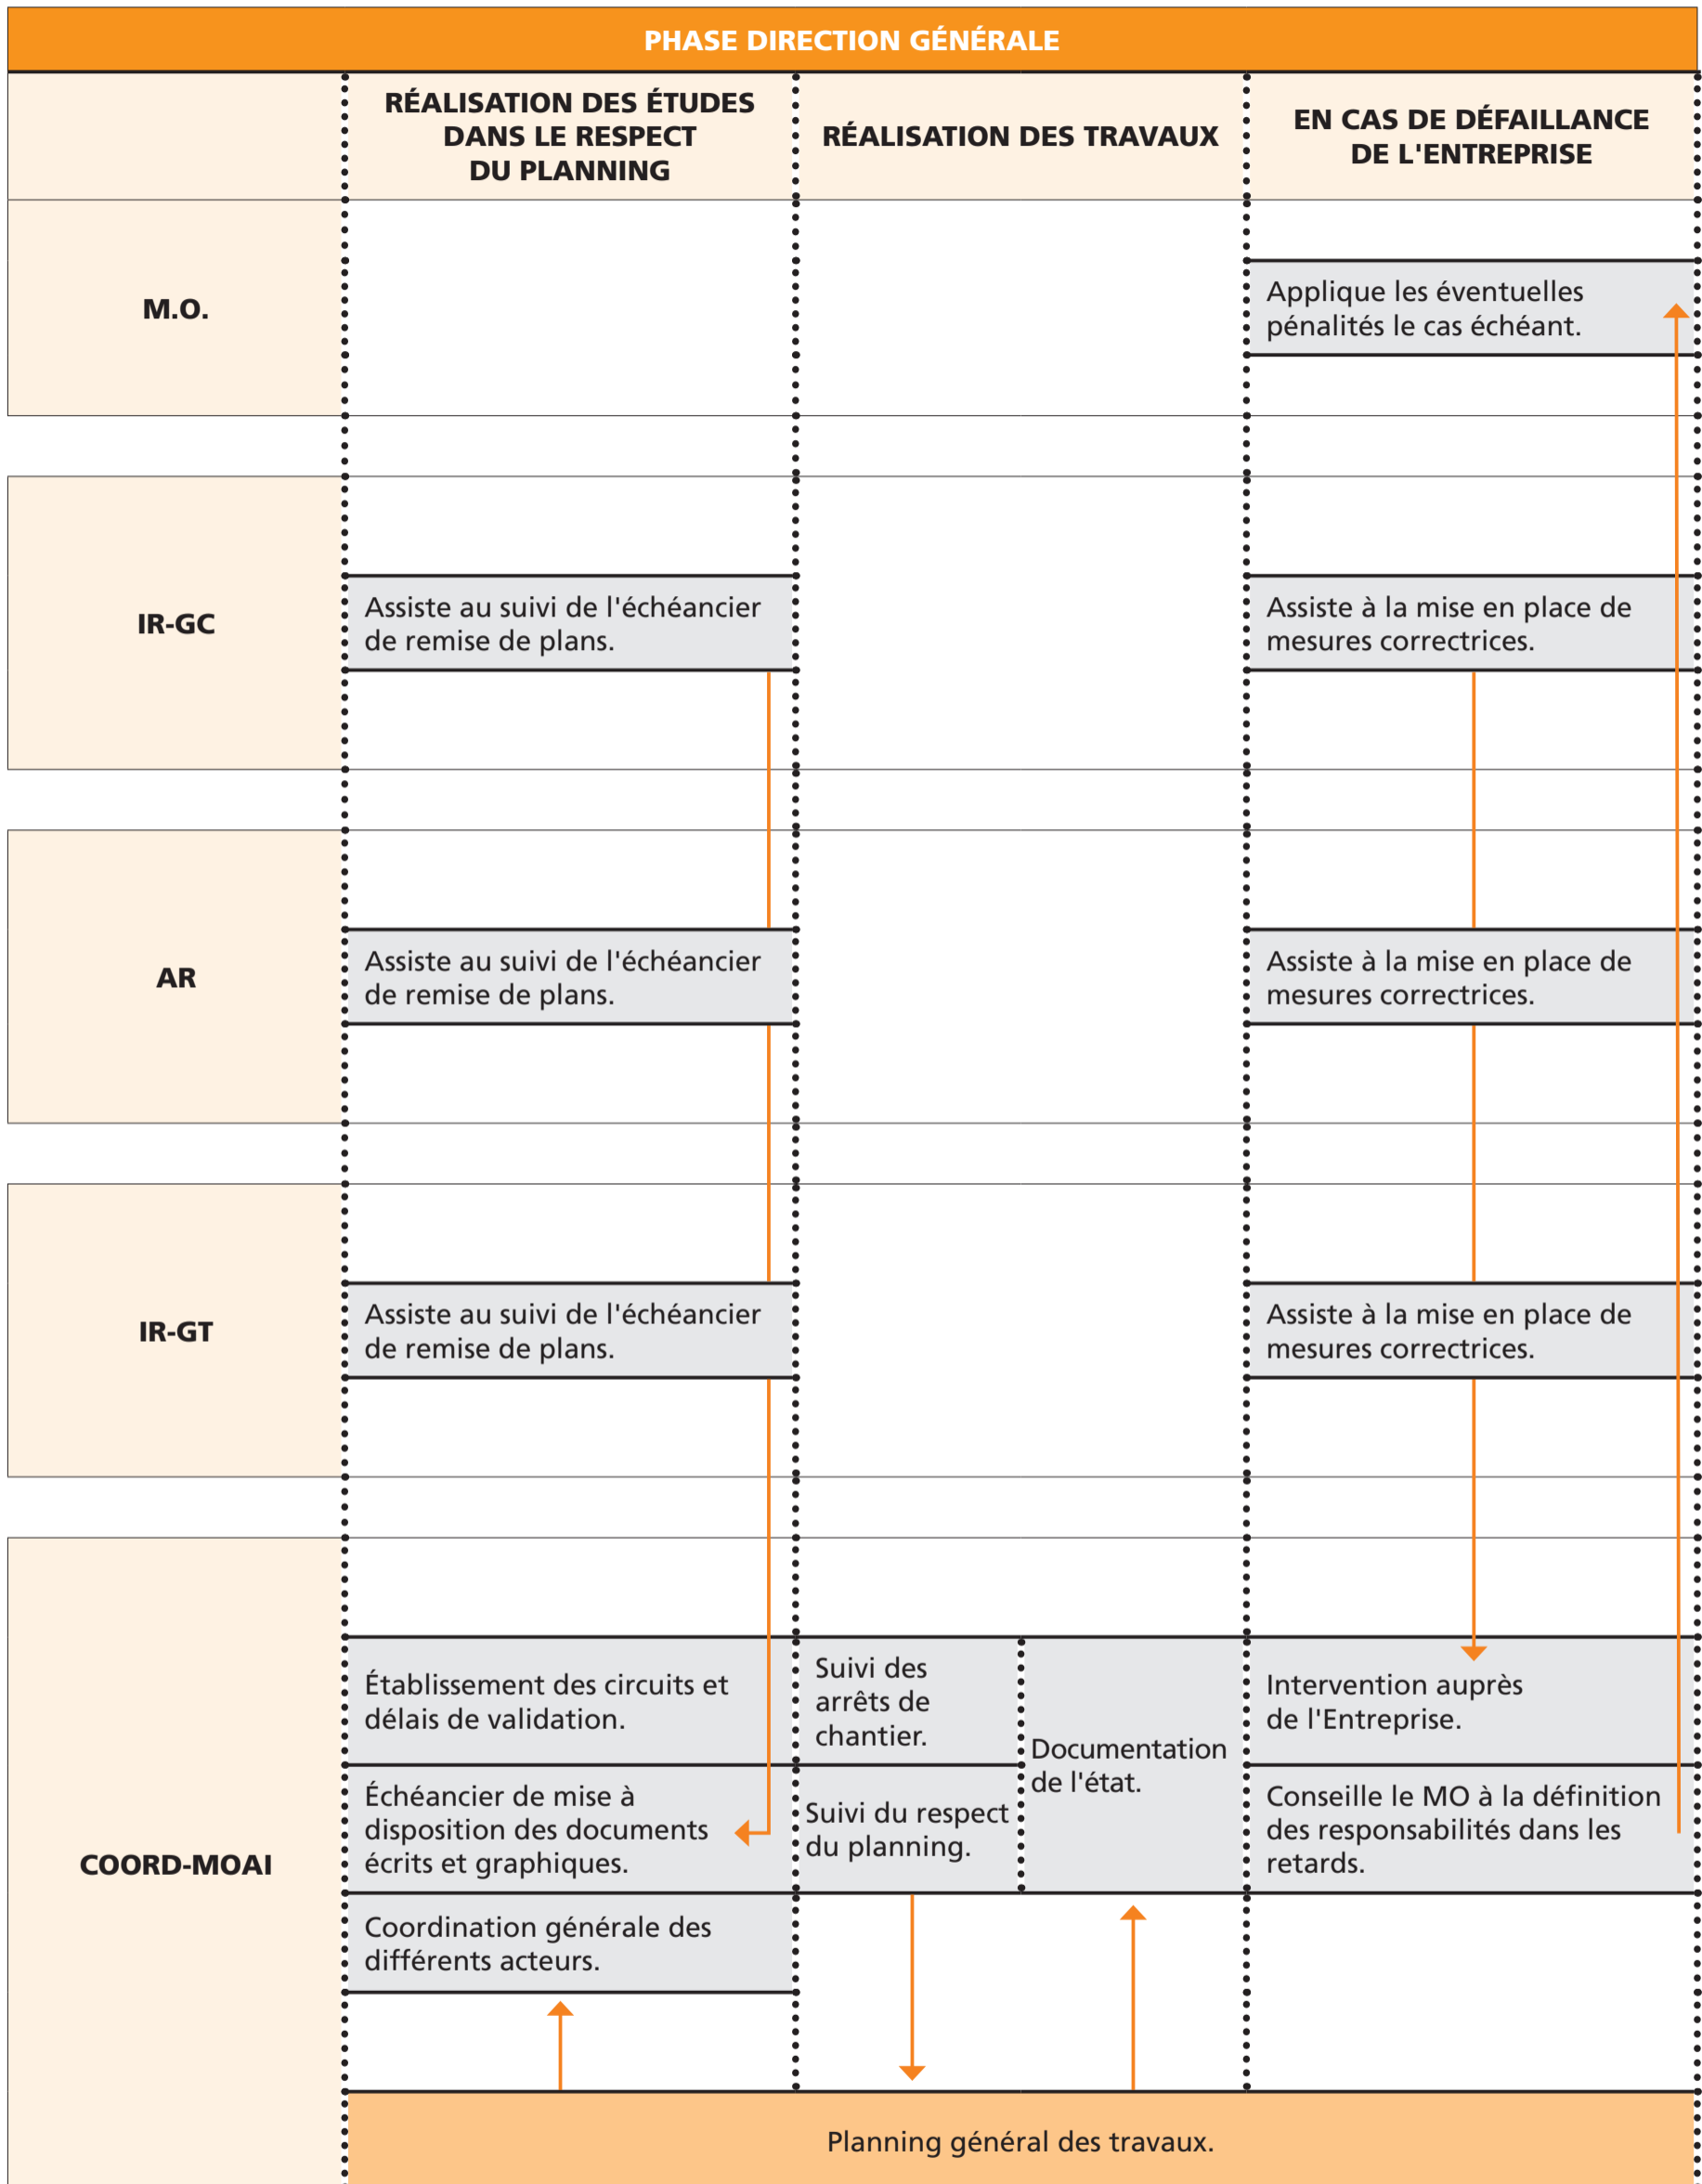 PHASE DIRECTION GÉNÉRALE
RÉALISATION DES ÉTUDES
DANS LE RESPECT
DU PLANNING
RÉALISATION DES TRAVAUX
EN CAS DE DÉFAILLANCE
DE L'ENTREPRISE
M.O.
Applique les éventuelles
pénalités le cas échéant.
IR-GC
Assiste au suivi de l'échéancier
de remise de plans.
Assiste à la mise en place de
mesures correctrices.
AR
Assiste au suivi de l'échéancier
de remise de plans.
Assiste à la mise en place de
mesures correctrices.
IR-GT
Assiste au suivi de l'échéancier
de remise de plans.
Assiste à la mise en place de
mesures correctrices.
COORD-MOAI
Établissement des circuits et
délais de validation.
Échéancier de mise à
disposition des documents
écrits et graphiques.
Coordination générale des
différents acteurs.
Suivi des
arrêts de
chantier.
Suivi du respect
du planning.
Documentation
de l'état.
Intervention auprès
de l'Entreprise.
Conseille le MO à la définition
des responsabilités dans les
retards.
Planning général des travaux.